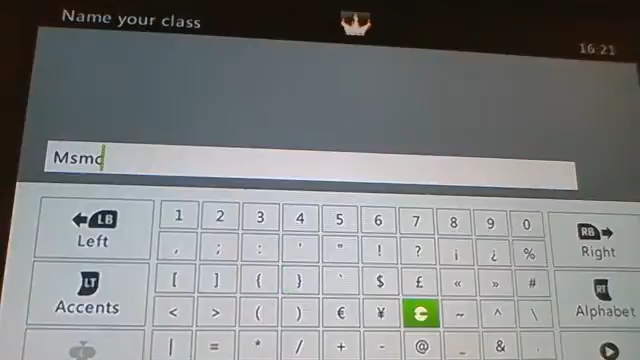 Name your class
16:21
Msmc
LB
Left
1 2 3 4 5 6 7 8 9 0
RB
Right
, ; : ' " ! ? ¡ ¿ %
LT
Accents
[ ] { } ` $ £ « » #
RT
Alphabet
< > ( ) € ¥ ~ ^ \
| = * / + - @ _ & .